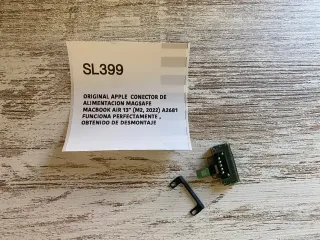 SL399
ORIGINAL APPLE CONECTOR DE
ALIMENTACION MAGSAFE
MACBOOK AIR 13" (M2, 2022) A2681
FUNCIONA PERFECTAMENTE ,
OBTENIDO DE DESMONTAJE